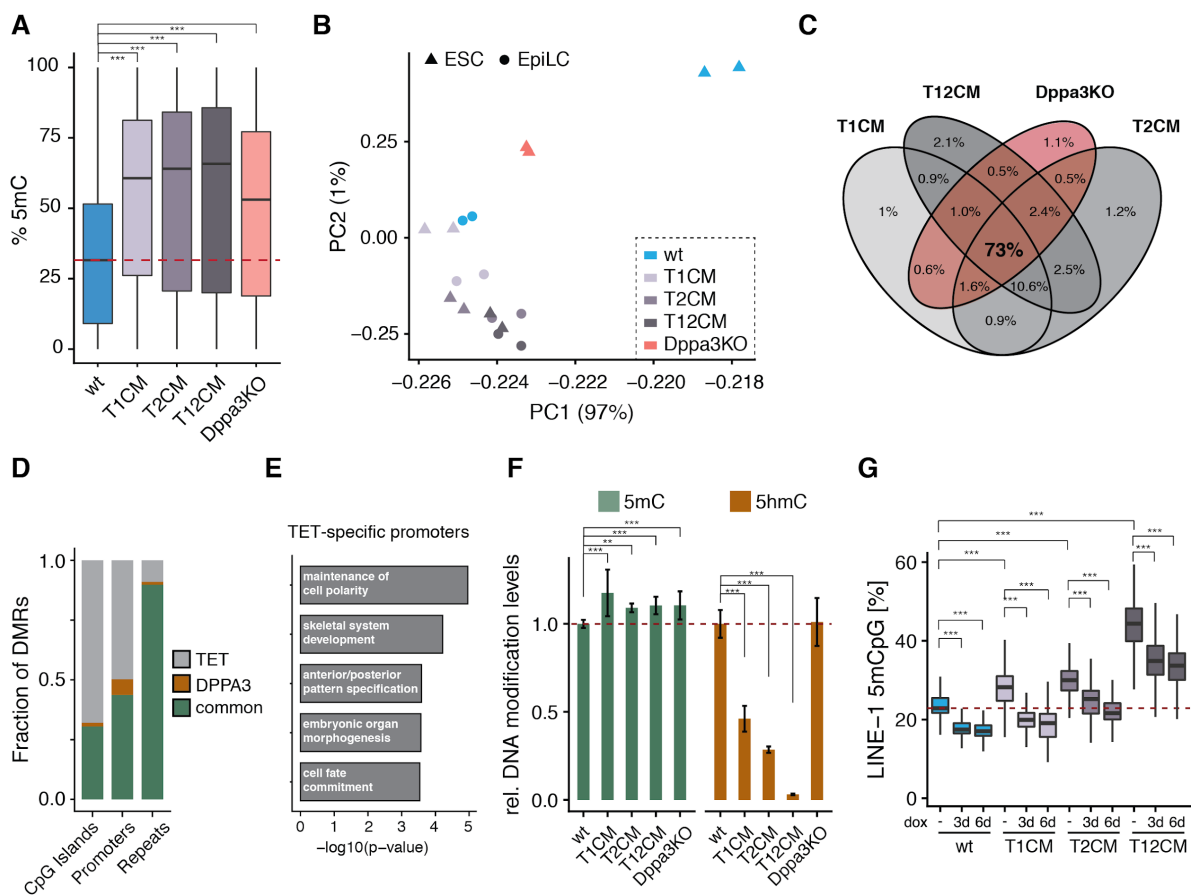 A
***
***
***
***
% 5mC
100
75
50
25
0
wt
T1CM
T2CM
T12CM
Dppa3KO
B
ESC
EpiLC
PC2 (1%)
0.25
0.00
−0.25
wt
T1CM
T2CM
T12CM
Dppa3KO
−0.226
−0.224
−0.222
−0.220
−0.218
PC1 (97%)
C
T12CM
Dppa3KO
T1CM
T2CM
2.1%
1.1%
0.9%
0.5%
0.5%
1%
1.0%
2.4%
1.2%
73%
0.6%
2.5%
1.6%
10.6%
0.9%
D
Fraction of DMRs
1.0
0.5
0.0
TET
DPPA3
common
CpG Islands
Promoters
Repeats
E
TET-specific promoters
maintenance of
cell polarity
skeletal system
development
anterior/posterior
pattern specification
embryonic organ
morphogenesis
cell fate
commitment
0 1 2 3 4 5
−log10(p−value)
F
5mC
5hmC
***
***
**
***
***
***
***
rel. DNA modification levels
1.0
0.5
0.0
wt
T1CM
T2CM
T12CM
Dppa3KO
wt
T1CM
T2CM
T12CM
Dppa3KO
G
LINE−1 5mCpG [%]
60
40
20
0
***
***
***
***
***
***
***
***
***
***
***
dox - 3d 6d - 3d 6d - 3d 6d - 3d 6d
wt
T1CM
T2CM
T12CM